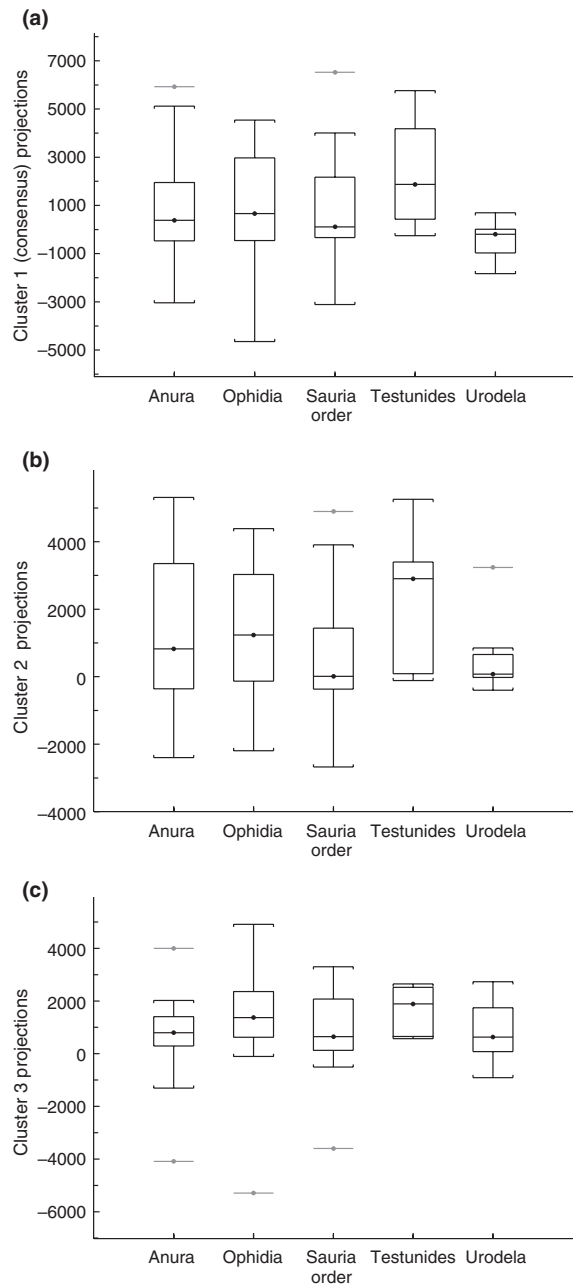 (a)
7000
5000
3000
1000
−1000
−3000
−5000
Cluster 1 (consensus) projections
Anura Ophidia Sauria Testunides Urodela
order
(b)
4000
2000
0
−2000
−4000
Cluster 2 projections
Anura Ophidia Sauria Testunides Urodela
order
(c)
4000
2000
0
−2000
−4000
−6000
Cluster 3 projections
Anura Ophidia Sauria Testunides Urodela
order